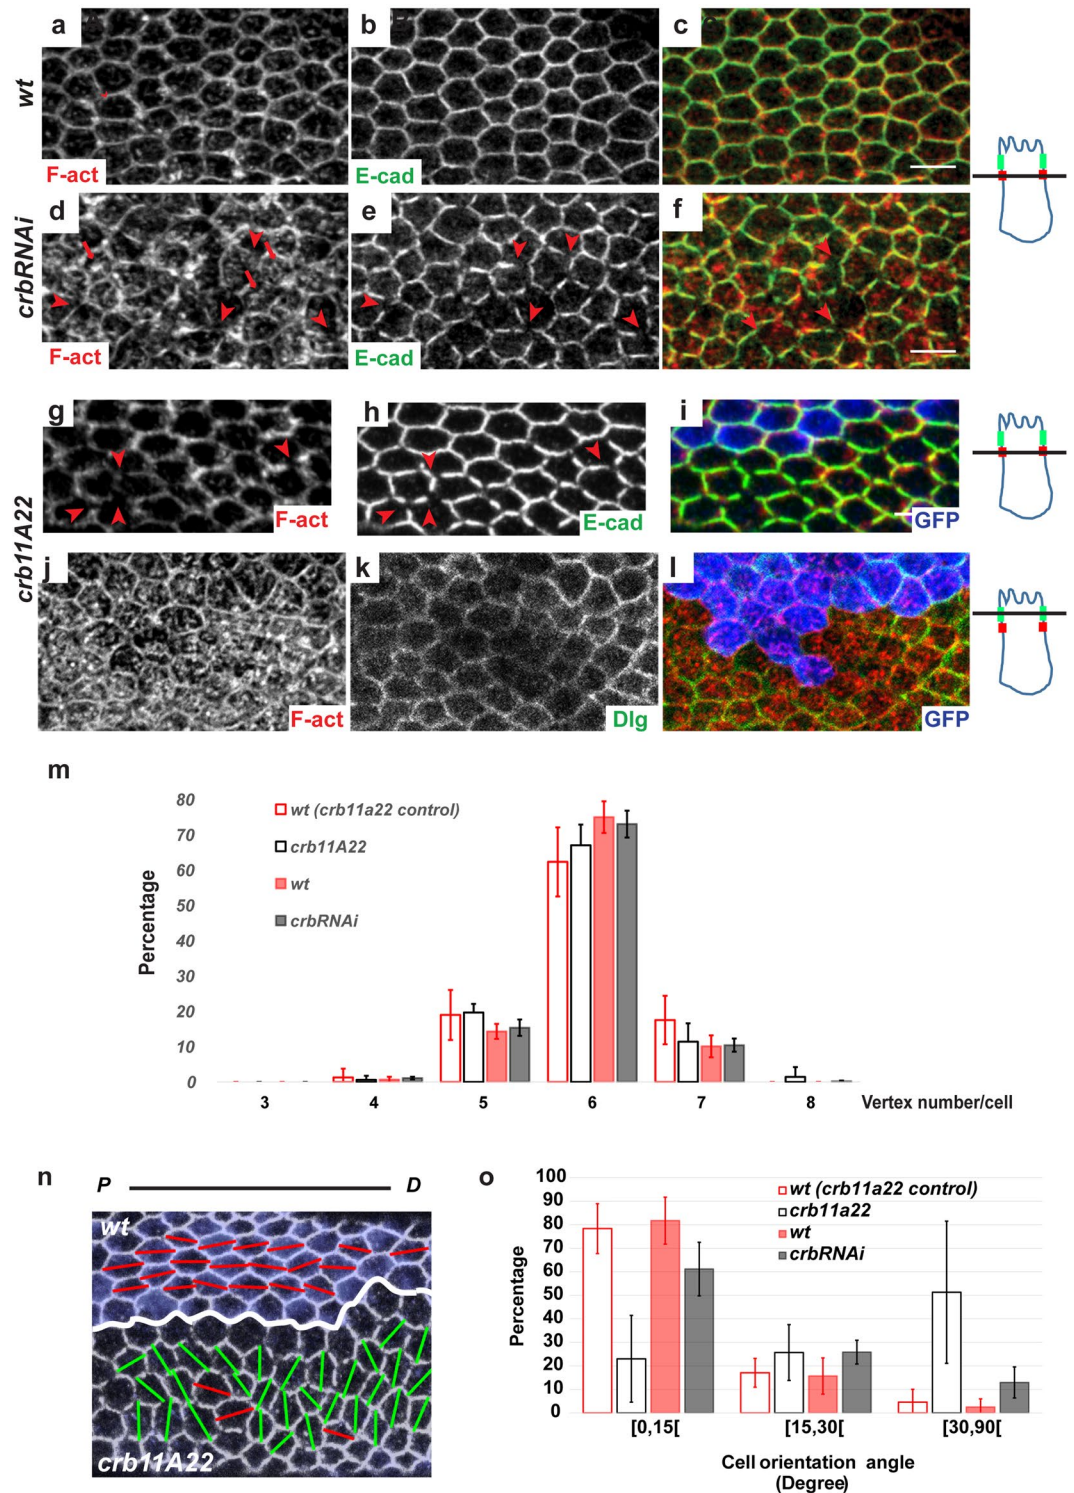 a b c
wt
F-act E-cad
d e f
crbRNAi
F-act E-cad
g h i
crb11A22
F-act E-cad GFP
j k l
F-act Dlg GFP
m
80
70
60
50
40
30
20
10
0
Percentage
wt (crb11a22 control)
crb11A22
wt
crbRNAi
3 4 5 6 7 8 Vertex number/cell
n
P D
wt
crb11A22
o
100
90
80
70
60
50
40
30
20
10
0
Percentage
wt (crb11a22 control)
crb11a22
wt
crbRNAi
[0,15[ [15,30[ [30,90[
Cell orientation angle
(Degree)